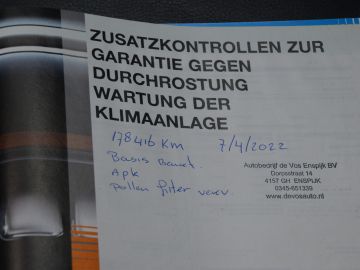 ZUSATZKONTROLLEN ZUR
GARANTIE GEGEN
DURCHROSTUNG
WARTUNG DER
KLIMAANLAGE
178416 KM 7/4/2022
Basis Beurt.
Apk
Pollen filter verv.
Autobedrijf de Vos Enspijk BV
Dorpsstraat 14
4157 GH ENSPIJK
0345-651339
www.devosauto.nl